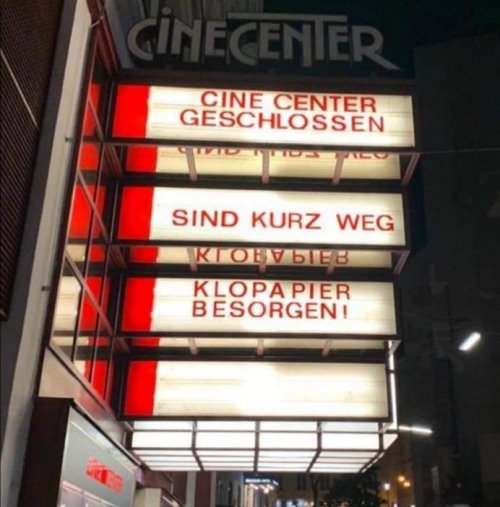 CINECENTER
CINE CENTER
GESCHLOSSEN
SIND KURZ WEG
KLOPAPIER
BESORGEN!